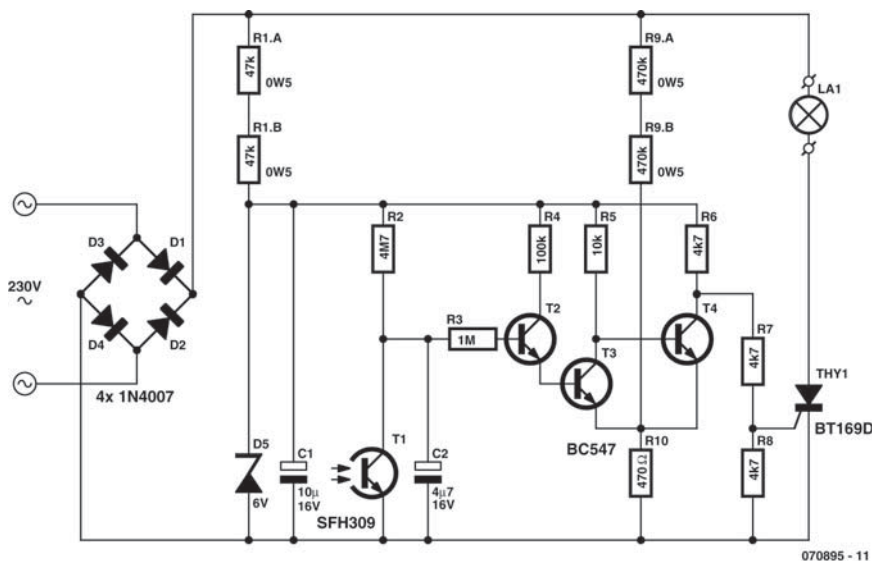 R1.A
47k
0W5
R1.B
47k
0W5
R9.A
470k
0W5
R9.B
470k
0W5
LA1
D3
D1
D4
D2
230V
~
4x 1N4007
R2
4M7
R4
100k
R5
10k
R6
4k7
R3
1M
T2
T3
T4
R7
4k7
THY1
BT169D
D5
6V
C1
10µ
16V
T1
SFH309
C2
4µ7
16V
BC547
R10
470Ω
R8
4k7
070895 - 11